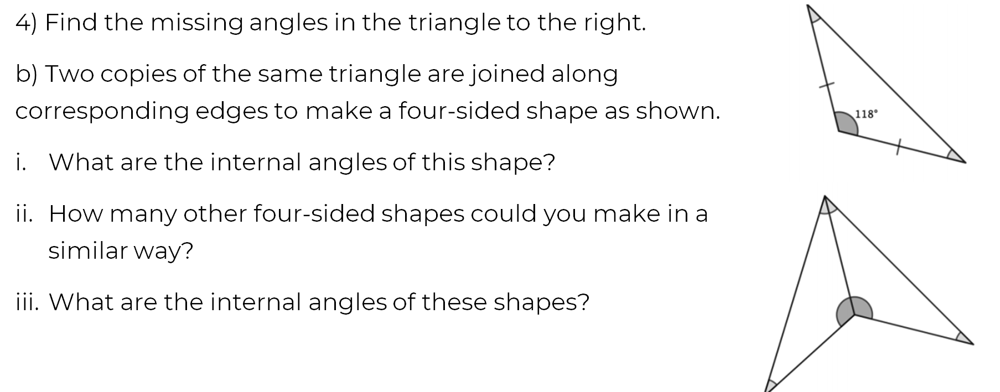 4) Find the missing angles in the triangle to the right.
b) Two copies of the same triangle are joined along
corresponding edges to make a four-sided shape as shown.
i. What are the internal angles of this shape?
ii. How many other four-sided shapes could you make in a
similar way?
iii. What are the internal angles of these shapes?
118°